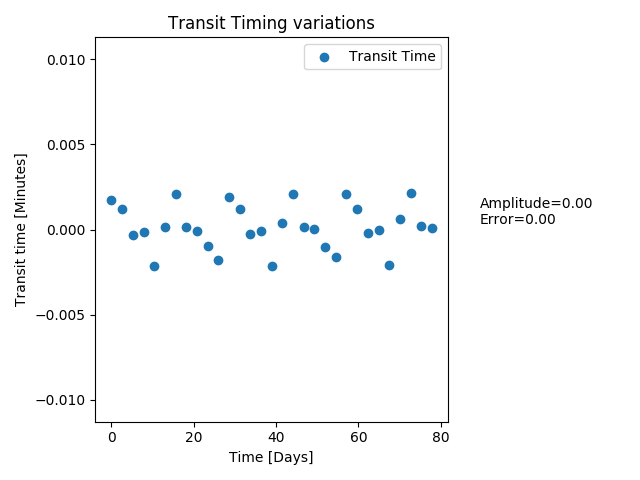 Transit Timing variations
Transit Time
0.010
0.005
0.000
−0.005
−0.010
Transit time [Minutes]
0
20
40
60
80
Time [Days]
Amplitude=0.00
Error=0.00